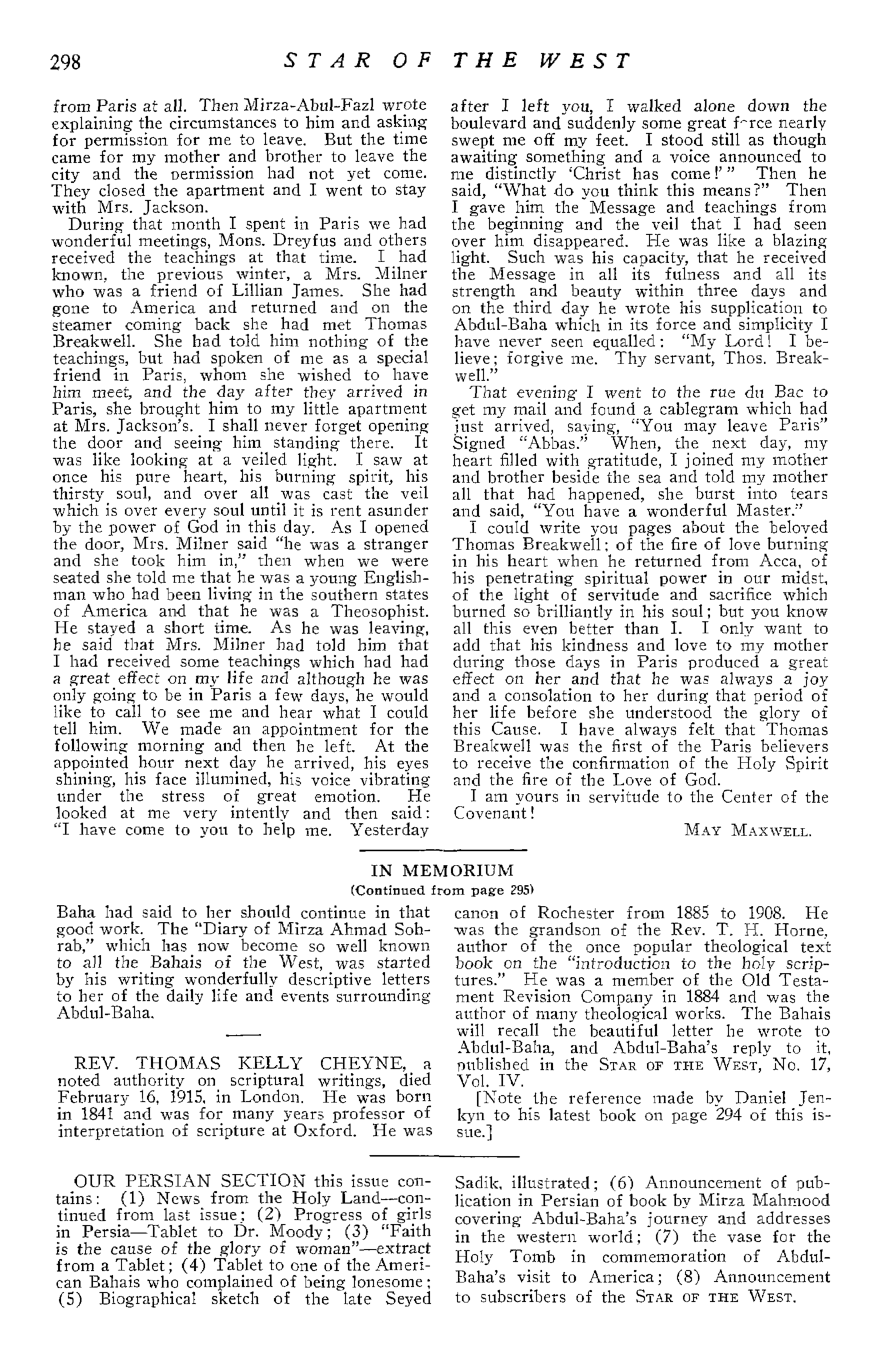 298
STAR OF THE WEST
from Paris at all. Then Mirza-Abul-Fazl wrote
explaining the circumstances to him and asking
for permission for me to leave. But the time
came for my mother and brother to leave the
city and the permission had not yet come.
They closed the apartment and I went to stay
with Mrs. Jackson.
During that month I spent in Paris we had
wonderful meetings, Mons. Dreyfus and others
received the teachings at that time. I had
known, the previous winter, a Mrs. Milner
who was a friend of Lillian James. She had
gone to America and returned and on the
steamer coming back she had met Thomas
Breakwell. She had told him nothing of the
teachings, but had spoken of me as a special
friend in Paris, whom she wished to have
him meet, and the day after they arrived in
Paris, she brought him to my little apartment
at Mrs. Jackson's. I shall never forget opening
the door and seeing him standing there. It
was like looking at a veiled light. I saw at
once his pure heart, his burning spirit, his
thirsty soul, and over all was cast the veil
which is over every soul until it is rent asunder
by the power of God in this day. As I opened
the door, Mrs. Milner said "he was a stranger
and she took him in," then when we were
seated she told me that he was a young English-
man who had been living in the southern states
of America and that he was a Theosophist.
He stayed a short time. As he was leaving,
he said that Mrs. Milner had told him that
I had received some teachings which had had
a great effect on my life and although he was
only going to be in Paris a few days, he would
like to call to see me and hear what I could
tell him. We made an appointment for the
following morning and then he left. At the
appointed hour next day he arrived, his eyes
shining, his face illumined, his voice vibrating
under the stress of great emotion. He
looked at me very intently and then said:
"I have come to you to help me. Yesterday
after I left you, I walked alone down the
boulevard and suddenly some great force nearly
swept me off my feet. I stood still as though
awaiting something and a voice announced to
me distinctly 'Christ has come!'" Then he
said, "What do you think this means?" Then
I gave him the Message and teachings from
the beginning and the veil that I had seen
over him disappeared. He was like a blazing
light. Such was his capacity, that he received
the Message in all its fulness and all its
strength and beauty within three days and
on the third day he wrote his supplication to
Abdul-Baha which in its force and simplicity I
have never seen equalled: "My Lord! I be-
lieve; forgive me. Thy servant, Thos. Break-
well."
That evening I went to the rue du Bac to
get my mail and found a cablegram which had
just arrived, saying, "You may leave Paris"
Signed "Abbas." When, the next day, my
heart filled with gratitude, I joined my mother
and brother beside the sea and told my mother
all that had happened, she burst into tears
and said, "You have a wonderful Master."
I could write you pages about the beloved
Thomas Breakwell; of the fire of love burning
in his heart when he returned from Acca, of
his penetrating spiritual power in our midst,
of the light of servitude and sacrifice which
burned so brilliantly in his soul; but you know
all this even better than I. I only want to
add that his kindness and love to my mother
during those days in Paris produced a great
effect on her and that he was always a joy
and a consolation to her during that period of
her life before she understood the glory of
this Cause. I have always felt that Thomas
Breakwell was the first of the Paris believers
to receive the confirmation of the Holy Spirit
and the fire of the Love of God.
I am yours in servitude to the Center of the
Covenant!
MAY MAXWELL.
IN MEMORIUM
(Continued from page 295)
Baha had said to her should continue in that
good work. The "Diary of Mirza Ahmad Soh-
rab," which has now become so well known
to all the Bahais of the West, was started
by his writing wonderfully descriptive letters
to her of the daily life and events surrounding
Abdul-Baha.
REV. THOMAS KELLY CHEYNE, a
noted authority on scriptural writings, died
February 16, 1915, in London. He was born
in 1841 and was for many years professor of
interpretation of scripture at Oxford. He was
canon of Rochester from 1885 to 1908. He
was the grandson of the Rev. T. H. Horne,
author of the once popular theological text
book on the "introduction to the holy scrip-
tures." He was a member of the Old Testa-
ment Revision Company in 1884 and was the
author of many theological works. The Bahais
will recall the beautiful letter he wrote to
Abdul-Baha, and Abdul-Baha's reply to it,
published in the STAR OF THE WEST, No. 17,
Vol. IV.
[Note the reference made by Daniel Jen-
kyn to his latest book on page 294 of this is-
sue.]
OUR PERSIAN SECTION this issue con-
tains: (1) News from the Holy Land—con-
tinued from last issue; (2) Progress of girls
in Persia—Tablet to Dr. Moody; (3) "Faith
is the cause of the glory of woman"—extract
from a Tablet; (4) Tablet to one of the Ameri-
can Bahais who complained of being lonesome;
(5) Biographical sketch of the late Seyed
Sadik, illustrated; (6) Announcement of pub-
lication in Persian of book by Mirza Mahmood
covering Abdul-Baha's journey and addresses
in the western world; (7) the vase for the
Holy Tomb in commemoration of Abdul-
Baha's visit to America; (8) Announcement
to subscribers of the STAR OF THE WEST.